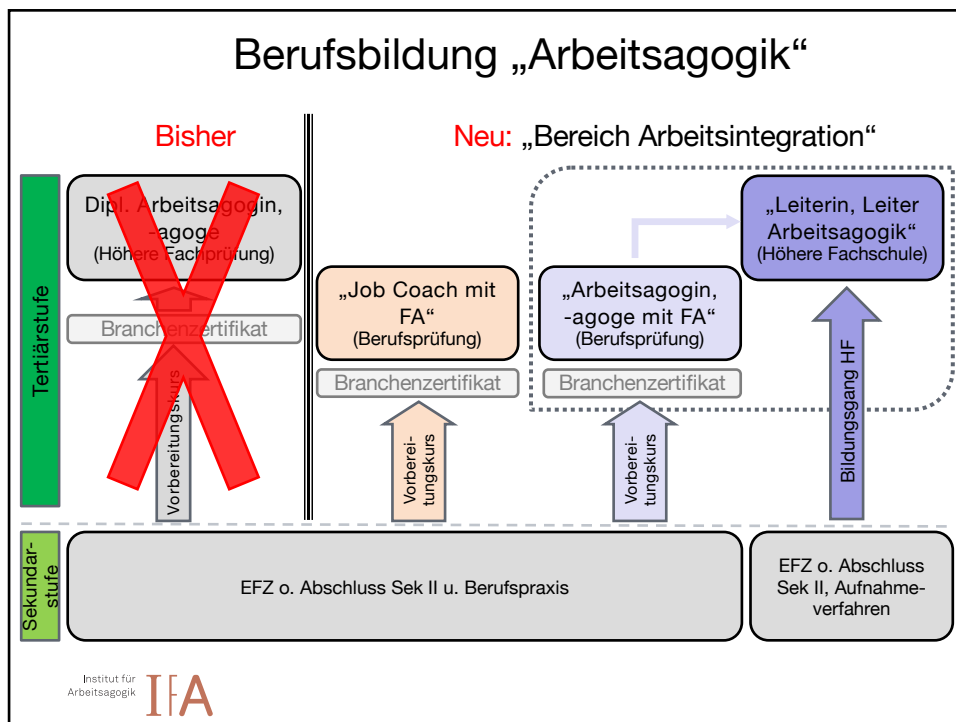 Berufsbildung „Arbeitsagogik“
Bisher
Neu: „Bereich Arbeitsintegration“
Tertiärstufe
Dipl. Arbeitsagogin,
-agoge
(Höhere Fachprüfung)
Branchenzertifikat
Vorbereitungskurs
„Job Coach mit
FA“
(Berufsprüfung)
Branchenzertifikat
Vorberei-
tungskurs
„Arbeitsagogin,
-agoge mit FA“
(Berufsprüfung)
Branchenzertifikat
Vorberei-
tungskurs
„Leiterin, Leiter
Arbeitsagogik“
(Höhere Fachschule)
Bildungsgang HF
Sekundar-
stufe
EFZ o. Abschluss Sek II u. Berufspraxis
EFZ o. Abschluss
Sek II, Aufnahme-
verfahren
Institut für
Arbeitsagogik
IFA